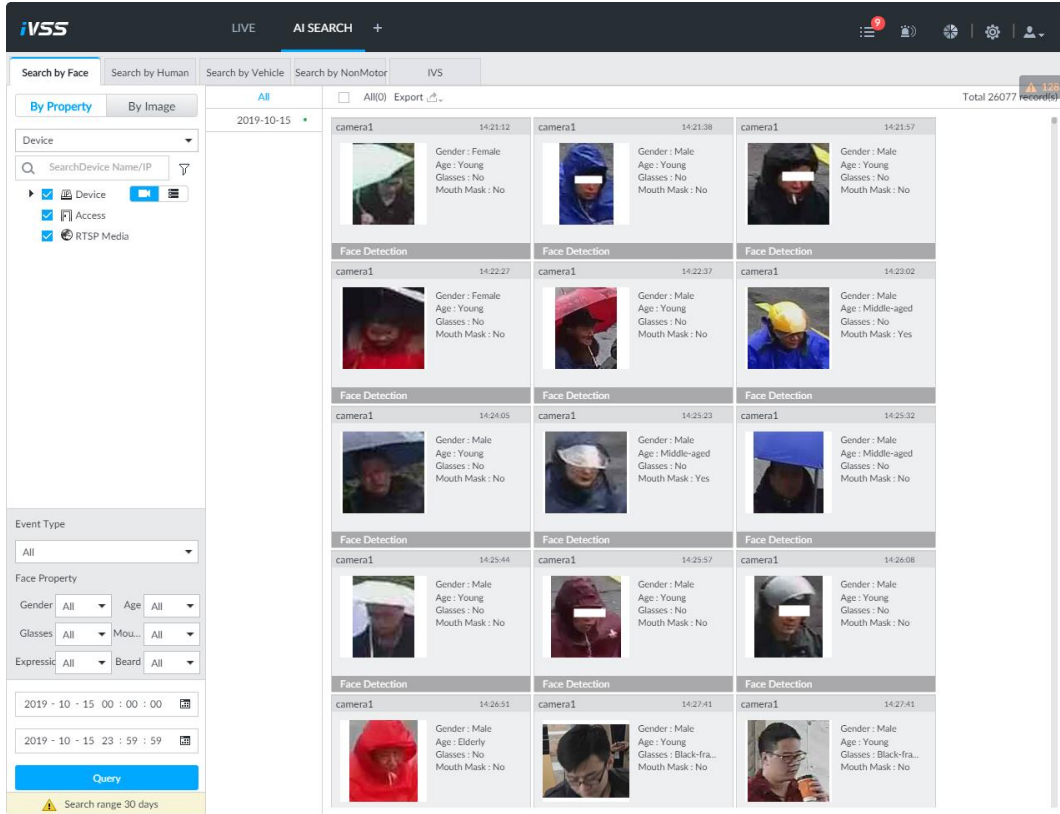 iVSS
LIVE
AI SEARCH
+
9
Search by Face
Search by Human
Search by Vehicle
Search by NonMotor
IVS
128
By Property
By Image
All
All(0) Export
Total 26077 record(s)
2019-10-15
Device
SearchDevice Name/IP
Device
Access
RTSP Media
camera1 14:21:12
Gender : Female
Age : Young
Glasses : No
Mouth Mask : No
Face Detection
camera1 14:21:38
Gender : Male
Age : Young
Glasses : No
Mouth Mask : No
Face Detection
camera1 14:21:57
Gender : Male
Age : Young
Glasses : No
Mouth Mask : No
Face Detection
camera1 14:22:27
Gender : Female
Age : Young
Glasses : No
Mouth Mask : No
Face Detection
camera1 14:22:37
Gender : Male
Age : Young
Glasses : No
Mouth Mask : No
Face Detection
camera1 14:23:02
Gender : Male
Age : Middle-aged
Glasses : No
Mouth Mask : Yes
Face Detection
camera1 14:24:05
Gender : Male
Age : Young
Glasses : No
Mouth Mask : No
Face Detection
camera1 14:25:23
Gender : Male
Age : Middle-aged
Glasses : No
Mouth Mask : Yes
Face Detection
camera1 14:25:32
Gender : Male
Age : Middle-aged
Glasses : No
Mouth Mask : No
Face Detection
camera1 14:25:44
Gender : Male
Age : Young
Glasses : No
Mouth Mask : No
Face Detection
camera1 14:25:57
Gender : Male
Age : Young
Glasses : No
Mouth Mask : No
Face Detection
camera1 14:26:08
Gender : Male
Age : Young
Glasses : No
Mouth Mask : No
Face Detection
camera1 14:26:51
Gender : Male
Age : Elderly
Glasses : No
Mouth Mask : No
camera1 14:27:41
Gender : Male
Age : Young
Glasses : Black-fra...
Mouth Mask : No
camera1 14:27:41
Gender : Male
Age : Young
Glasses : Black-fra...
Mouth Mask : No
Event Type
All
Face Property
Gender All Age All
Glasses All Mou... All
Expressic All Beard All
2019 - 10 - 15 00 : 00 : 00
2019 - 10 - 15 23 : 59 : 59
Query
Search range 30 days